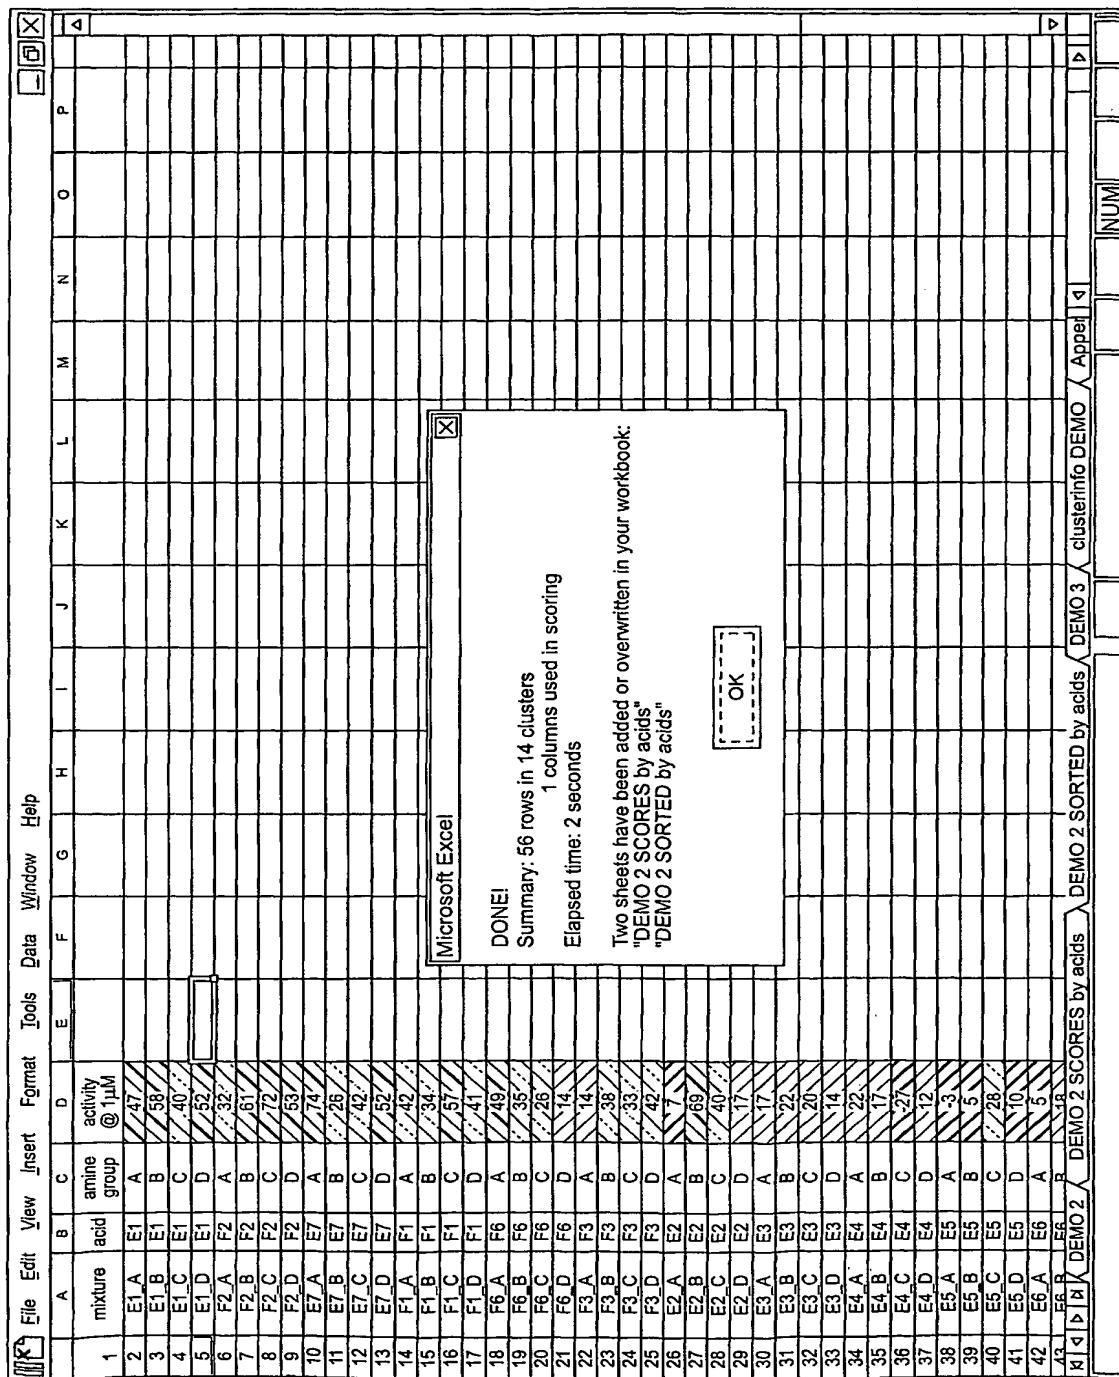 File Edit View Insert Format Tools Data Window Help
A B C D E F G H I J K L M N O P
1 mixture acid amine group activity @ 1µM
2 E1_A E1 A 47
3 E1_B E1 B 58
4 E1_C E1 C 40
5 E1_D E1 D 52
6 F2_A F2 A 32
7 F2_B F2 B 61
8 F2_C F2 C 72
9 F2_D F2 D 53
10 E7_A E7 A 74
11 E7_B E7 B 26
12 E7_C E7 C 42
13 E7_D E7 D 52
14 F1_A F1 A 42
15 F1_B F1 B 34
16 F1_C F1 C 57
17 F1_D F1 D 41
18 F6_A F6 A 49
19 F6_B F6 B 35
20 F6_C F6 C 26
21 F6_D F6 D 14
22 F3_A F3 A 14
23 F3_B F3 B 38
24 F3_C F3 C 33
25 F3_D F3 D 42
26 E2_A E2 A 7
27 E2_B E2 B 69
28 E2_C E2 C 40
29 E2_D E2 D 17
30 E3_A E3 A 17
31 E3_B E3 B 22
32 E3_C E3 C 20
33 E3_D E3 D 14
34 E4_A E4 A 22
35 E4_B E4 B 17
36 E4_C E4 C -27
37 E4_D E4 D 12
38 E5_A E5 A -3
39 E5_B E5 B 5
40 E5_C E5 C 28
41 E5_D E5 D 10
42 E6_A E6 A 5
43 E6_B E6 B 18
Microsoft Excel
DONE!
Summary: 56 rows in 14 clusters
1 columns used in scoring
Elapsed time: 2 seconds
Two sheets have been added or overwritten in your workbook:
"DEMO 2 SCORES by acids"
"DEMO 2 SORTED by acids"
OK
DEMO 2 DEMO 2 SCORES by acids DEMO 2 SORTED by acids DEMO 3 clusterinfo DEMO Apper
NUM